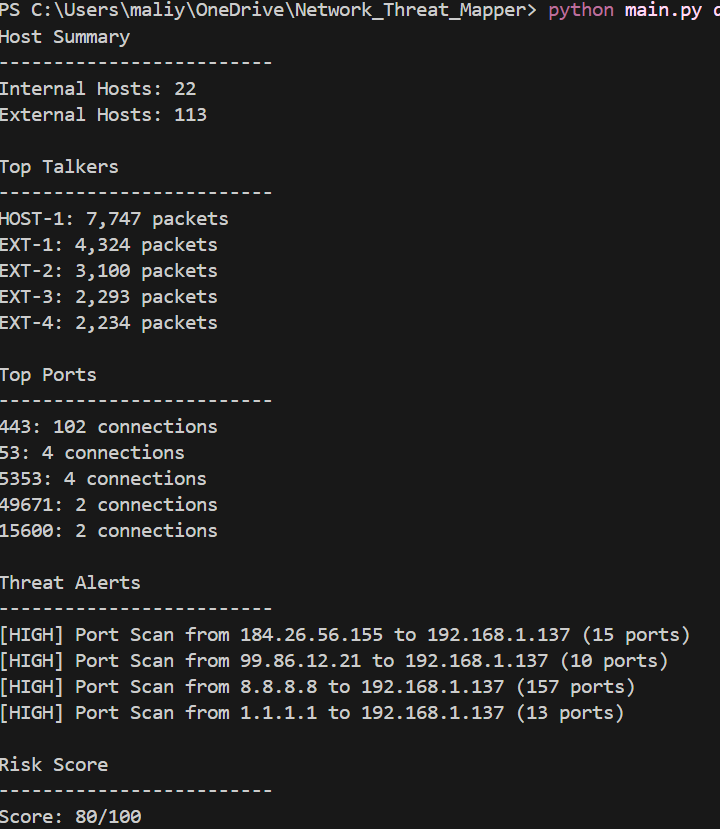 PS C:\Users\maliy\OneDrive\Network_Threat_Mapper> python main.py
Host Summary
-------------------------
Internal Hosts: 22
External Hosts: 113
Top Talkers
-------------------------
HOST-1: 7,747 packets
EXT-1: 4,324 packets
EXT-2: 3,100 packets
EXT-3: 2,293 packets
EXT-4: 2,234 packets
Top Ports
-------------------------
443: 102 connections
53: 4 connections
5353: 4 connections
49671: 2 connections
15600: 2 connections
Threat Alerts
-------------------------
[HIGH] Port Scan from 184.26.56.155 to 192.168.1.137 (15 ports)
[HIGH] Port Scan from 99.86.12.21 to 192.168.1.137 (10 ports)
[HIGH] Port Scan from 8.8.8.8 to 192.168.1.137 (157 ports)
[HIGH] Port Scan from 1.1.1.1 to 192.168.1.137 (13 ports)
Risk Score
-------------------------
Score: 80/100